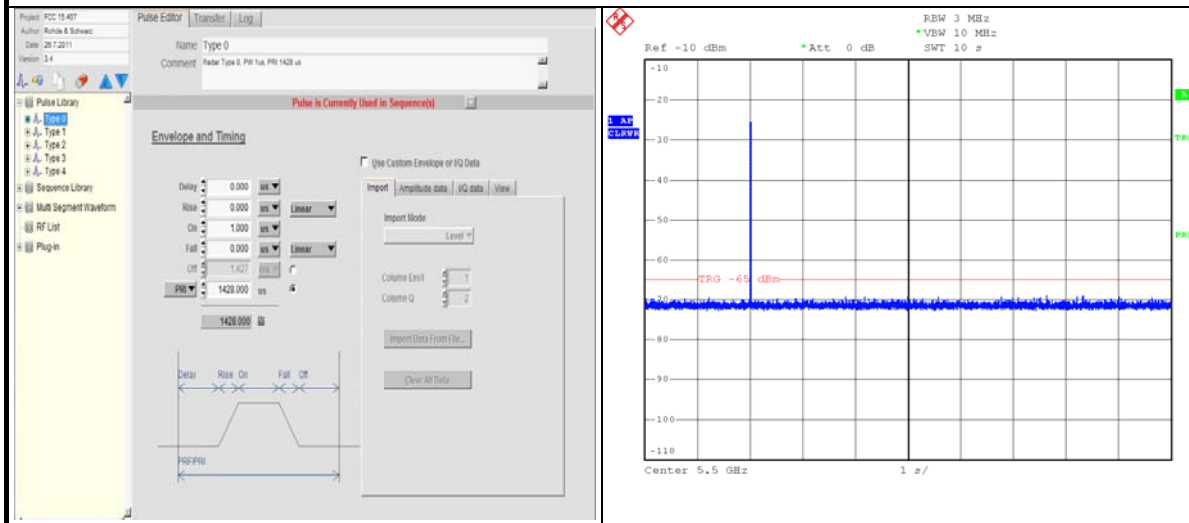 Project FCC 15.407
Author Rohde & Schwarz
Date 26.7.2011
Version 3.4
Pulse Library
Type 0
Type 1
Type 2
Type 3
Type 4
Sequence Library
Multi Segment Waveform
RF List
Plug-in
Pulse Editor Transfer Log
Name Type 0
Comment Radar Type 0, PW 1us, PRI 1428 us
Pulse is Currently Used in Sequence(s)
Envelope and Timing
Use Custom Envelope or I/Q Data
Delay 0.000 us
Rise 0.000 us Linear
On 1.000 us
Fall 0.000 us Linear
Off 1.427
PRI 1428.000 us
1428.000
Import Amplitude data I/Q data View
Import Mode
Level
Column Env/I 1
Column Q 2
Import Data From File...
Clear All Data
Delay Rise On Fall Off
PRF/PRI
RBW 3 MHz
*VBW 10 MHz
Ref -10 dBm *Att 0 dB SWT 10 s
1 AP
CLRWR
A
-10
-20
-30
-40
-50
-60
TRG -65 dBm
-70
-80
-90
-100
-110
Center 5.5 GHz 1 s/